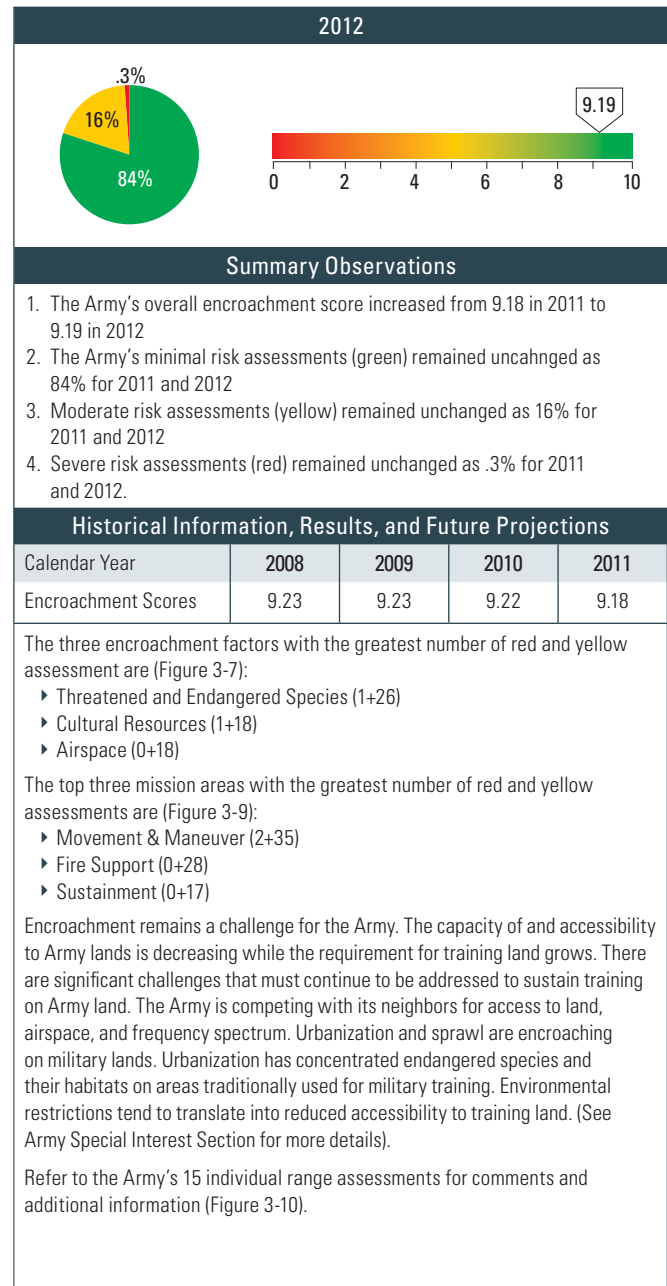 2012
.3%
16%
84%
9.19
0 2 4 6 8 10
Summary Observations
1. The Army's overall encroachment score increased from 9.18 in 2011 to
9.19 in 2012
2. The Army's minimal risk assessments (green) remained uncahnged as
84% for 2011 and 2012
3. Moderate risk assessments (yellow) remained unchanged as 16% for
2011 and 2012
4. Severe risk assessments (red) remained unchanged as .3% for 2011
and 2012.
Historical Information, Results, and Future Projections
Calendar Year 2008 2009 2010 2011
Encroachment Scores 9.23 9.23 9.22 9.18
The three encroachment factors with the greatest number of red and yellow
assessment are (Figure 3-7):
‣ Threatened and Endangered Species (1+26)
‣ Cultural Resources (1+18)
‣ Airspace (0+18)
The top three mission areas with the greatest number of red and yellow
assessments are (Figure 3-9):
‣ Movement & Maneuver (2+35)
‣ Fire Support (0+28)
‣ Sustainment (0+17)
Encroachment remains a challenge for the Army. The capacity of and accessibility
to Army lands is decreasing while the requirement for training land grows. There
are significant challenges that must continue to be addressed to sustain training
on Army land. The Army is competing with its neighbors for access to land,
airspace, and frequency spectrum. Urbanization and sprawl are encroaching
on military lands. Urbanization has concentrated endangered species and
their habitats on areas traditionally used for military training. Environmental
restrictions tend to translate into reduced accessibility to training land. (See
Army Special Interest Section for more details).
Refer to the Army's 15 individual range assessments for comments and
additional information (Figure 3-10).